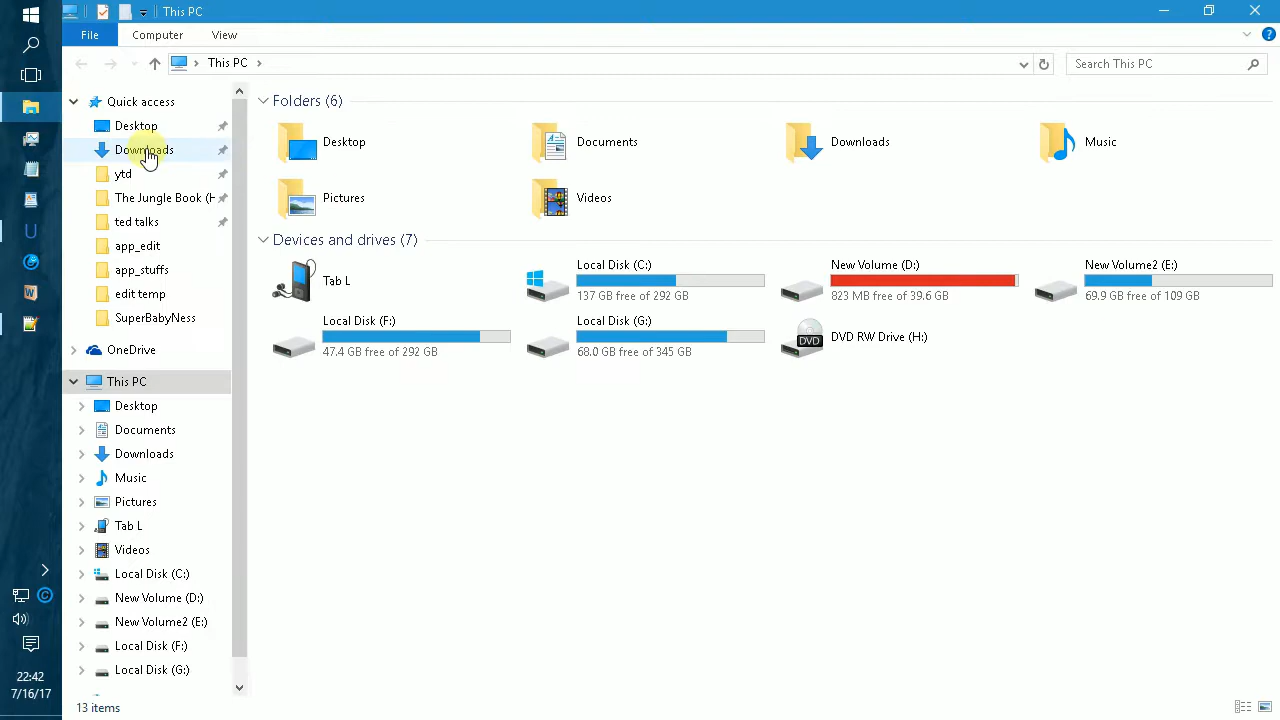 This PC
File
Computer
View
This PC
Search This PC
Quick access
Desktop
Downloads
ytd
The Jungle Book (H
ted talks
app_edit
app_stuffs
edit temp
SuperBabyNess
OneDrive
This PC
Desktop
Documents
Downloads
Music
Pictures
Tab L
Videos
Local Disk (C:)
New Volume (D:)
New Volume2 (E:)
Local Disk (F:)
Local Disk (G:)
Folders (6)
Desktop
Documents
Downloads
Music
Pictures
Videos
Devices and drives (7)
Tab L
Local Disk (C:)
137 GB free of 292 GB
New Volume (D:)
823 MB free of 39.6 GB
New Volume2 (E:)
69.9 GB free of 109 GB
Local Disk (F:)
47.4 GB free of 292 GB
Local Disk (G:)
68.0 GB free of 345 GB
DVD
DVD RW Drive (H:)
22:42
7/16/17
13 items